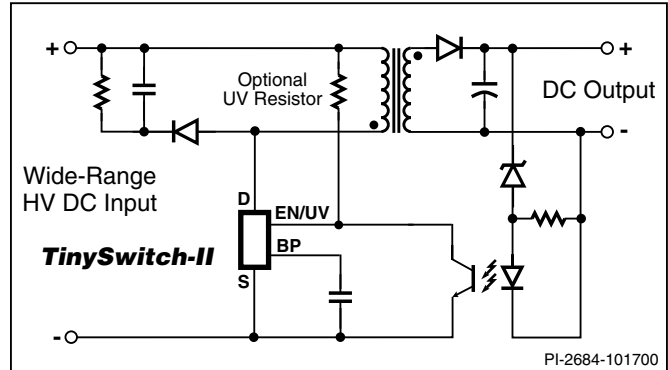 +
+
Optional
UV Resistor
DC Output
-
Wide-Range
HV DC Input
D
EN/UV
TinySwitch-II
BP
S
-
PI-2684-101700